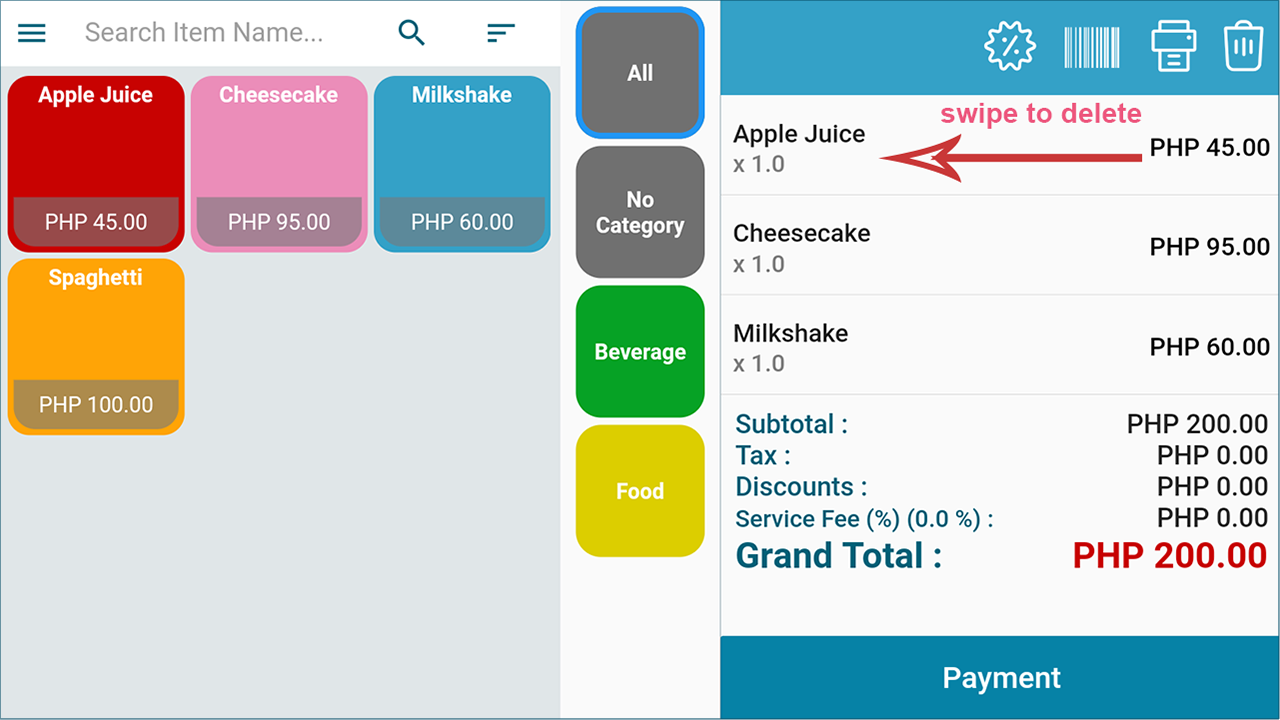 Search Item Name...
Apple Juice
PHP 45.00
Cheesecake
PHP 95.00
Milkshake
PHP 60.00
Spaghetti
PHP 100.00
All
No
Category
Beverage
Food
swipe to delete
Apple Juice
x 1.0
PHP 45.00
Cheesecake
x 1.0
PHP 95.00
Milkshake
x 1.0
PHP 60.00
Subtotal : PHP 200.00
Tax : PHP 0.00
Discounts : PHP 0.00
Service Fee (%) (0.0 %) : PHP 0.00
Grand Total : PHP 200.00
Payment